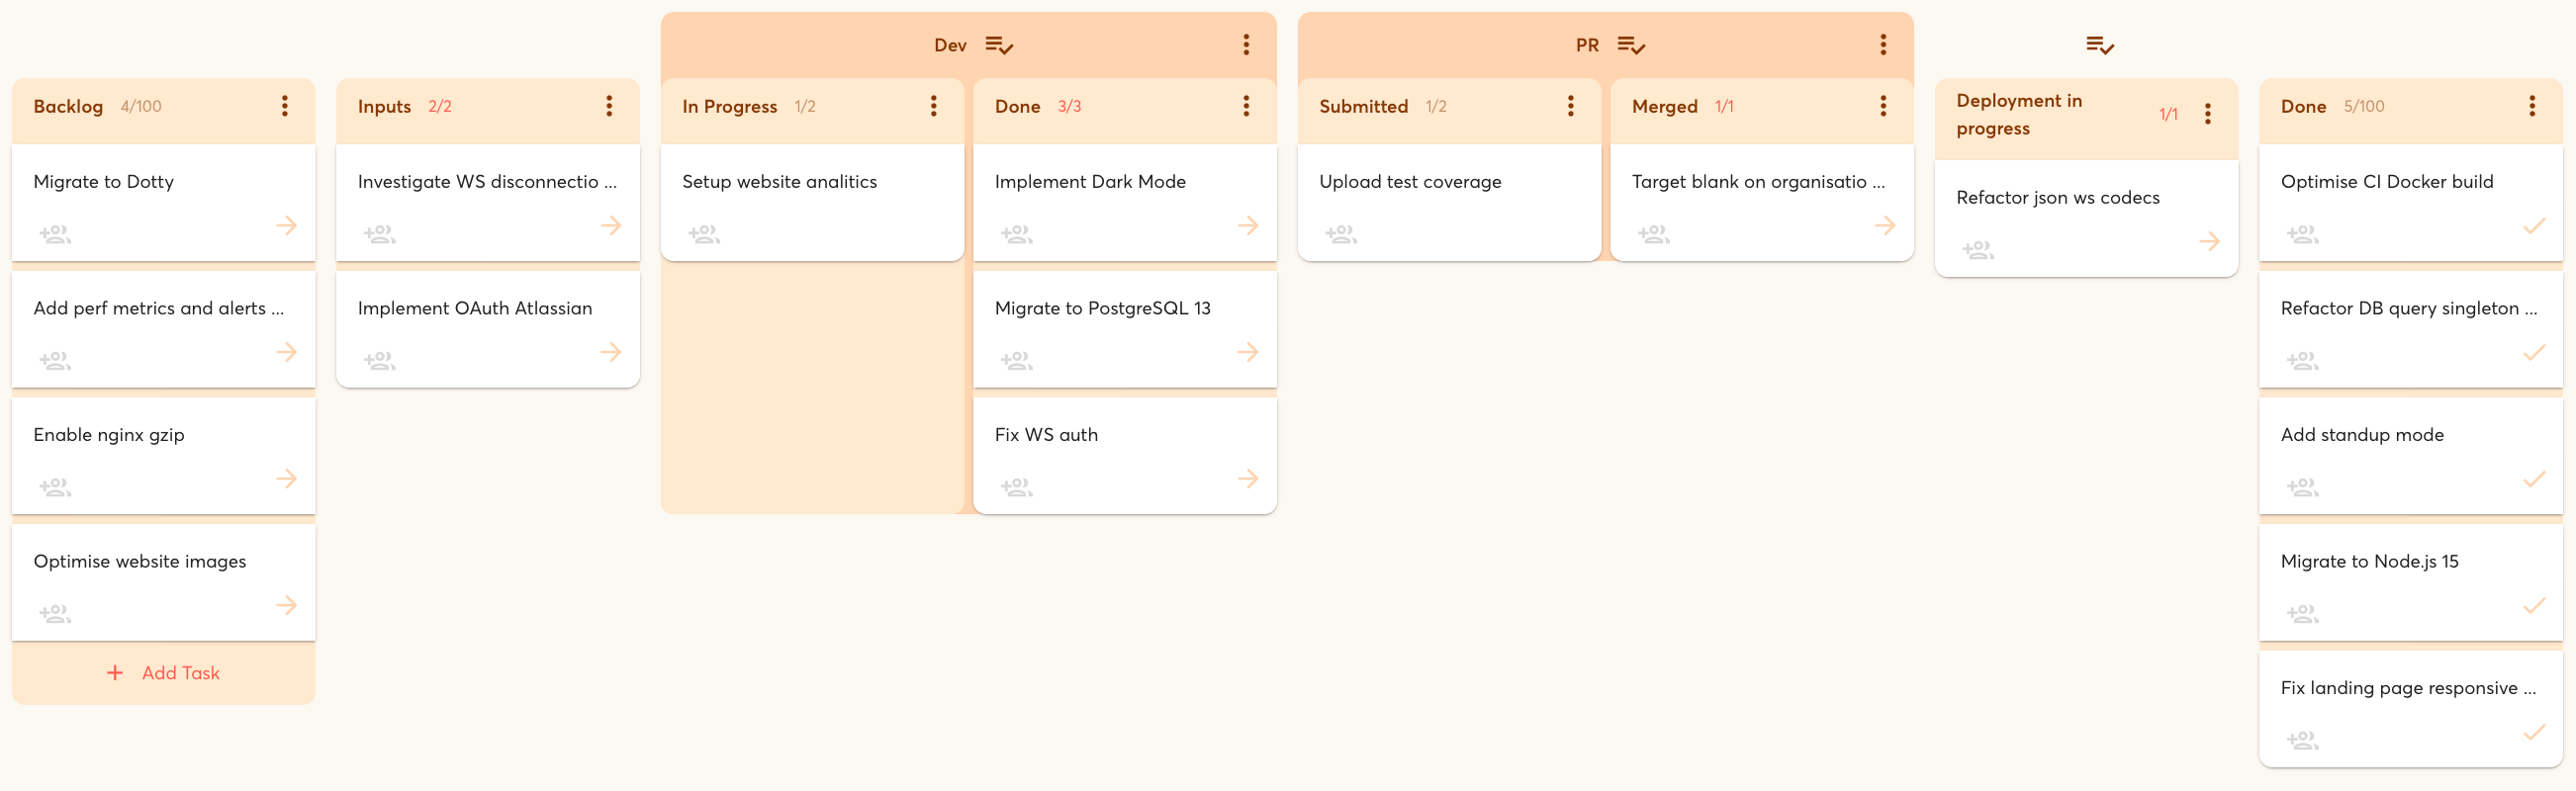 Dev
PR
Backlog 4/100
Migrate to Dotty
Add perf metrics and alerts ...
Enable nginx gzip
Optimise website images
+ Add Task
Inputs 2/2
Investigate WS disconnectio ...
Implement OAuth Atlassian
In Progress 1/2
Setup website analitics
Done 3/3
Implement Dark Mode
Migrate to PostgreSQL 13
Fix WS auth
Submitted 1/2
Upload test coverage
Merged 1/1
Target blank on organisatio ...
Deployment in
progress 1/1
Refactor json ws codecs
Done 5/100
Optimise CI Docker build
Refactor DB query singleton ...
Add standup mode
Migrate to Node.js 15
Fix landing page responsive ...